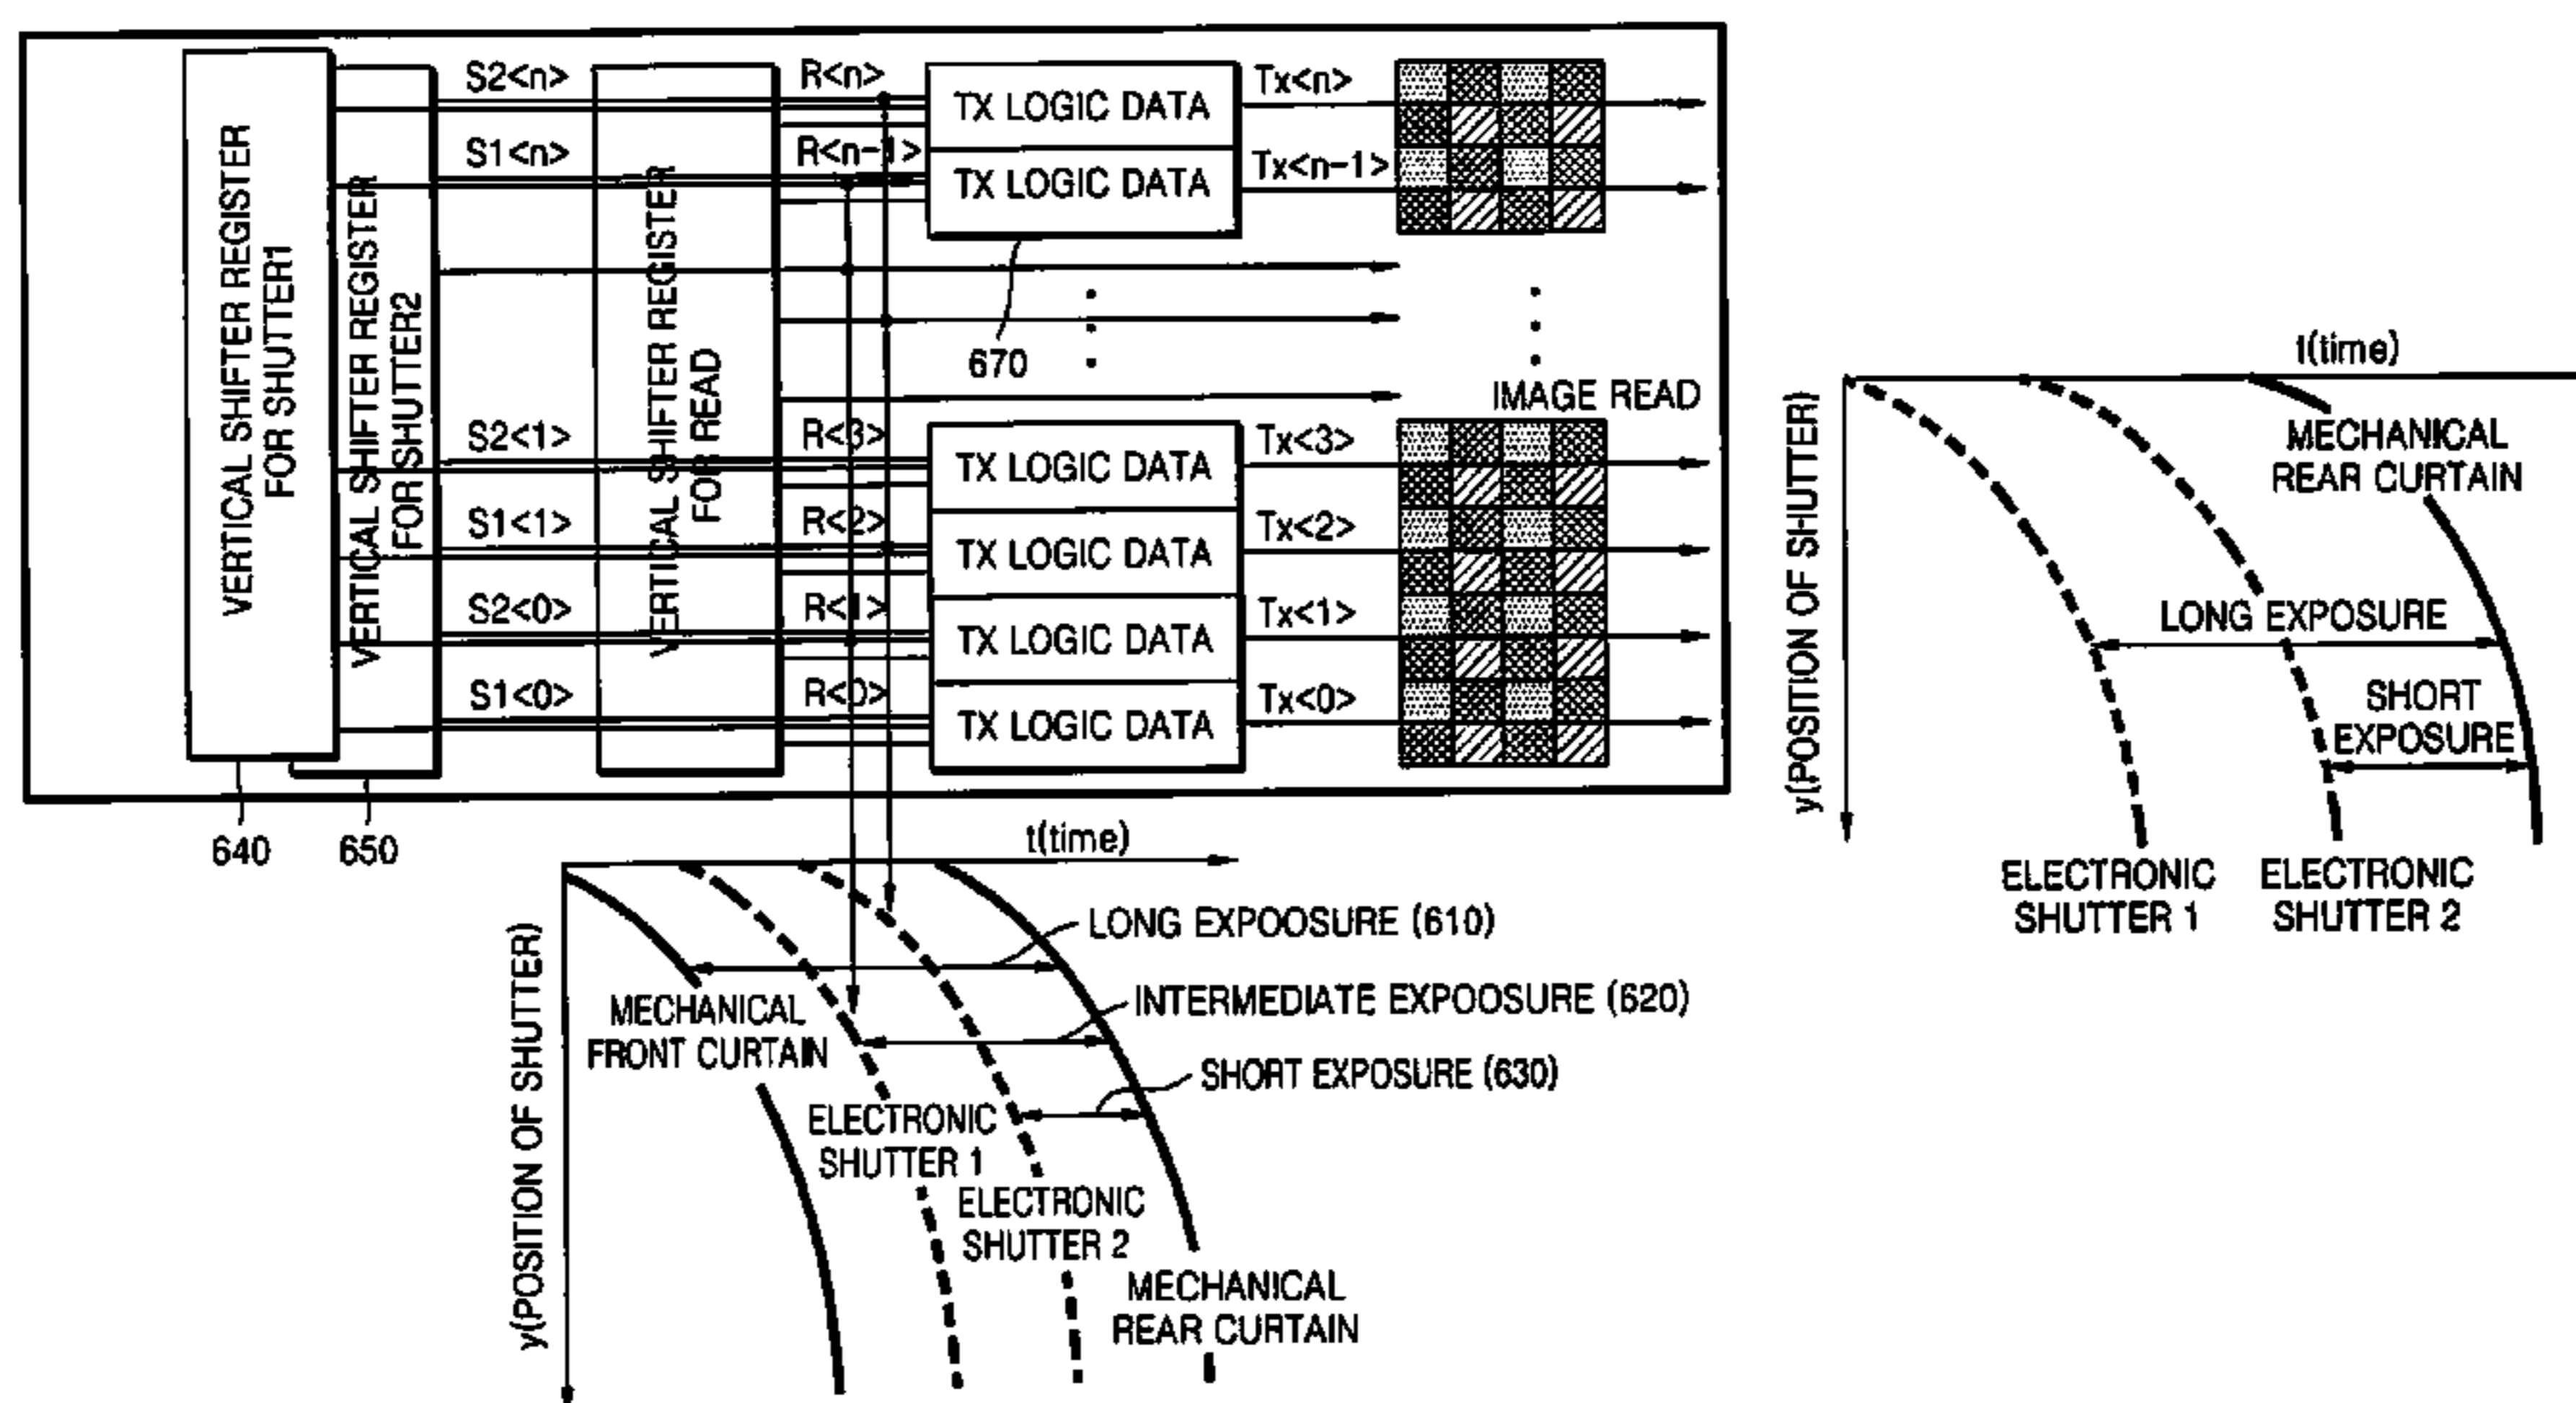 VERTICAL SHIFTER REGISTER
FOR SHUTTER1
VERTICAL SHIFTER REGISTER
FOR SHUTTER2
VERTICAL SHIFTER REGISTER
FOR READ
S2<n>
S1<n>
S2<1>
S1<1>
S2<0>
S1<0>
R<n>
R<n-1>
R<3>
R<2>
R<1>
R<0>
TX LOGIC DATA
TX LOGIC DATA
670
TX LOGIC DATA
TX LOGIC DATA
TX LOGIC DATA
TX LOGIC DATA
Tx<n>
Tx<n-1>
IMAGE READ
Tx<3>
Tx<2>
Tx<1>
Tx<0>
640
650
t(time)
y(POSITION OF SHUTTER)
LONG EXPOOSURE (610)
INTERMEDIATE EXPOOSURE (620)
SHORT EXPOSURE (630)
MECHANICAL
FRONT CURTAIN
ELECTRONIC
SHUTTER 1
ELECTRONIC
SHUTTER 2
MECHANICAL
REAR CURTAIN
t(time)
y(POSITION OF SHUTTER)
MECHANICAL
REAR CURTAIN
LONG EXPOSURE
SHORT
EXPOSURE
ELECTRONIC
SHUTTER 1
ELECTRONIC
SHUTTER 2